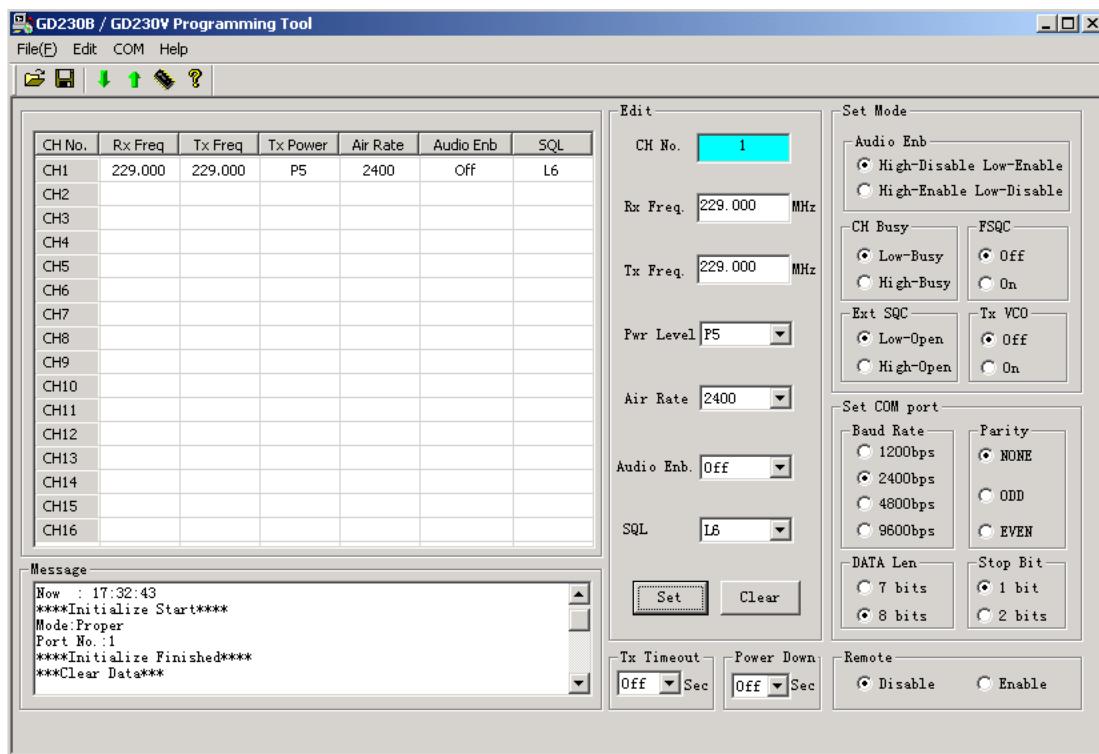 GD230B / GD230V Programming Tool
File(F) Edit COM Help
CH No. Rx Freq Tx Freq Tx Power Air Rate Audio Enb SQL
CH1 229.000 229.000 P5 2400 Off L6
CH2
CH3
CH4
CH5
CH6
CH7
CH8
CH9
CH10
CH11
CH12
CH13
CH14
CH15
CH16
Message
Now : 17:32:43
****Initialize Start****
Mode:Proper
Port No.:1
****Initialize Finished****
***Clear Data***
Edit
CH No. 1
Rx Freq. 229.000 MHz
Tx Freq. 229.000 MHz
Pwr Level P5
Air Rate 2400
Audio Enb. Off
SQL L6
Set Clear
Tx Timeout
Off Sec
Power Down
Off Sec
Set Mode
Audio Enb
High-Disable Low-Enable
High-Enable Low-Disable
CH Busy
Low-Busy
High-Busy
FSQC
Off
On
Ext SQC
Low-Open
High-Open
Tx VCO
Off
On
Set COM port
Baud Rate
1200bps
2400bps
4800bps
9600bps
Parity
NONE
ODD
EVEN
DATA Len
7 bits
8 bits
Stop Bit
1 bit
2 bits
Remote
Disable Enable